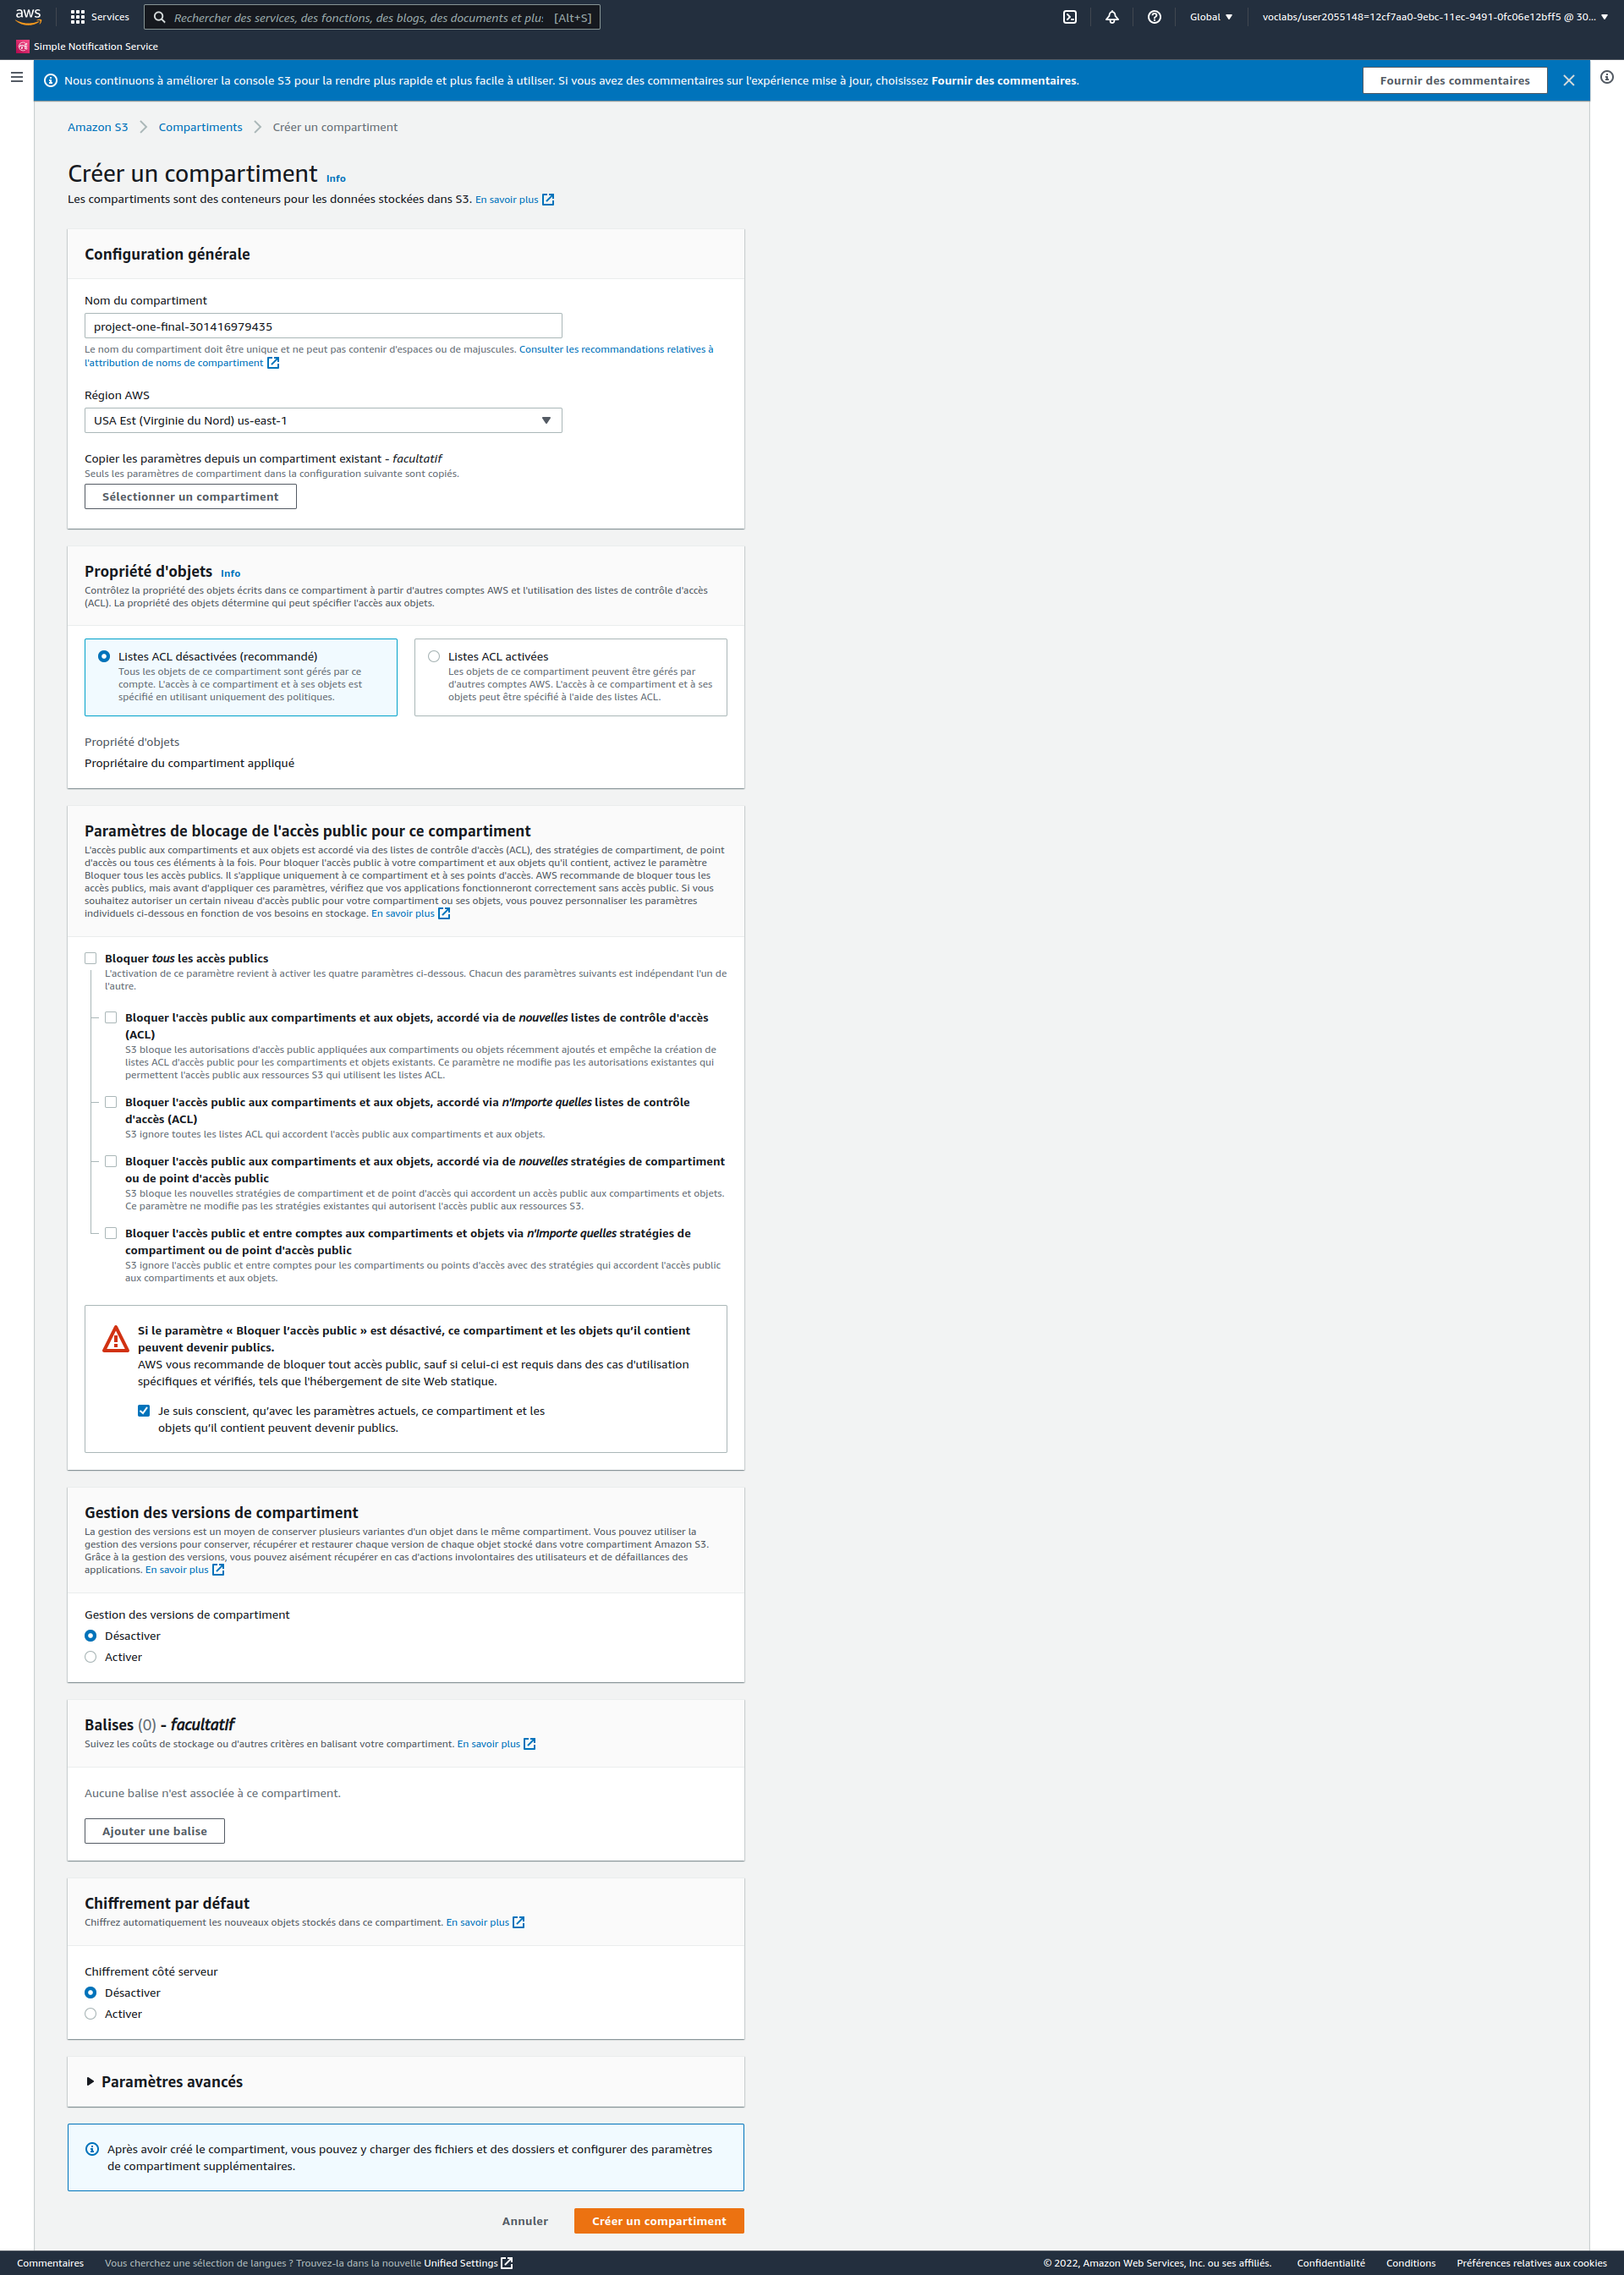 aws
Services
Rechercher des services, des fonctions, des blogs, des documents et plu: [Alt+S]
Global
voclabs/user2055148=12cf7aa0-9ebc-11ec-9491-0fc06e12bff5 @ 30...
Simple Notification Service
Nous continuons à améliorer la console S3 pour la rendre plus rapide et plus facile à utiliser. Si vous avez des commentaires sur l'expérience mise à jour, choisissez Fournir des commentaires.
Fournir des commentaires
Amazon S3 > Compartiments > Créer un compartiment
Créer un compartiment Info
Les compartiments sont des conteneurs pour les données stockées dans S3. En savoir plus
Configuration générale
Nom du compartiment
project-one-final-301416979435
Le nom du compartiment doit être unique et ne peut pas contenir d'espaces ou de majuscules. Consulter les recommandations relatives à
l'attribution de noms de compartiment
Région AWS
USA Est (Virginie du Nord) us-east-1
Copier les paramètres depuis un compartiment existant - facultatif
Seuls les paramètres de compartiment dans la configuration suivante sont copiés.
Sélectionner un compartiment
Propriété d'objets Info
Contrôlez la propriété des objets écrits dans ce compartiment à partir d'autres comptes AWS et l'utilisation des listes de contrôle d'accès
(ACL). La propriété des objets détermine qui peut spécifier l'accès aux objets.
Listes ACL désactivées (recommandé)
Tous les objets de ce compartiment sont gérés par ce
compte. L'accès à ce compartiment et à ses objets est
spécifié en utilisant uniquement des politiques.
Listes ACL activées
Les objets de ce compartiment peuvent être gérés par
d'autres comptes AWS. L'accès à ce compartiment et à ses
objets peut être spécifié à l'aide des listes ACL.
Propriété d'objets
Propriétaire du compartiment appliqué
Paramètres de blocage de l'accès public pour ce compartiment
L'accès public aux compartiments et aux objets est accordé via des listes de contrôle d'accès (ACL), des stratégies de compartiment, de point
d'accès ou tous ces éléments à la fois. Pour bloquer l'accès public à votre compartiment et aux objets qu'il contient, activez le paramètre
Bloquer tous les accès publics. Il s'applique uniquement à ce compartiment et à ses points d'accès. AWS recommande de bloquer tous les
accès publics, mais avant d'appliquer ces paramètres, vérifiez que vos applications fonctionneront correctement sans accès public. Si vous
souhaitez autoriser un certain niveau d'accès public pour votre compartiment ou ses objets, vous pouvez personnaliser les paramètres
individuels ci-dessous en fonction de vos besoins en stockage. En savoir plus
Bloquer tous les accès publics
L'activation de ce paramètre revient à activer les quatre paramètres ci-dessous. Chacun des paramètres suivants est indépendant l'un de
l'autre.
Bloquer l'accès public aux compartiments et aux objets, accordé via de nouvelles listes de contrôle d'accès
(ACL)
S3 bloque les autorisations d'accès public appliquées aux compartiments ou objets récemment ajoutés et empêche la création de
listes ACL d'accès public pour les compartiments et objets existants. Ce paramètre ne modifie pas les autorisations existantes qui
permettent l'accès public aux ressources S3 qui utilisent les listes ACL.
Bloquer l'accès public aux compartiments et aux objets, accordé via n'importe quelles listes de contrôle
d'accès (ACL)
S3 ignore toutes les listes ACL qui accordent l'accès public aux compartiments et aux objets.
Bloquer l'accès public aux compartiments et aux objets, accordé via de nouvelles stratégies de compartiment
ou de point d'accès public
S3 bloque les nouvelles stratégies de compartiment et de point d'accès qui accordent un accès public aux compartiments et objets.
Ce paramètre ne modifie pas les stratégies existantes qui autorisent l'accès public aux ressources S3.
Bloquer l'accès public et entre comptes aux compartiments et objets via n'importe quelles stratégies de
compartiment ou de point d'accès public
S3 ignore l'accès public et entre comptes pour les compartiments ou points d'accès avec des stratégies qui accordent l'accès public
aux compartiments et aux objets.
Si le paramètre « Bloquer l’accès public » est désactivé, ce compartiment et les objets qu’il contient
peuvent devenir publics.
AWS vous recommande de bloquer tout accès public, sauf si celui-ci est requis dans des cas d'utilisation
spécifiques et vérifiés, tels que l'hébergement de site Web statique.
Je suis conscient, qu’avec les paramètres actuels, ce compartiment et les
objets qu’il contient peuvent devenir publics.
Gestion des versions de compartiment
La gestion des versions est un moyen de conserver plusieurs variantes d'un objet dans le même compartiment. Vous pouvez utiliser la
gestion des versions pour conserver, récupérer et restaurer chaque version de chaque objet stocké dans votre compartiment Amazon S3.
Grâce à la gestion des versions, vous pouvez aisément récupérer en cas d'actions involontaires des utilisateurs et de défaillances des
applications. En savoir plus
Gestion des versions de compartiment
Désactiver
Activer
Balises (0) - facultatif
Suivez les coûts de stockage ou d'autres critères en balisant votre compartiment. En savoir plus
Aucune balise n'est associée à ce compartiment.
Ajouter une balise
Chiffrement par défaut
Chiffrez automatiquement les nouveaux objets stockés dans ce compartiment. En savoir plus
Chiffrement côté serveur
Désactiver
Activer
Paramètres avancés
Après avoir créé le compartiment, vous pouvez y charger des fichiers et des dossiers et configurer des paramètres
de compartiment supplémentaires.
Annuler
Créer un compartiment
Commentaires
Vous cherchez une sélection de langues ? Trouvez-la dans la nouvelle Unified Settings
© 2022, Amazon Web Services, Inc. ou ses affiliés.
Confidentialité
Conditions
Préférences relatives aux cookies